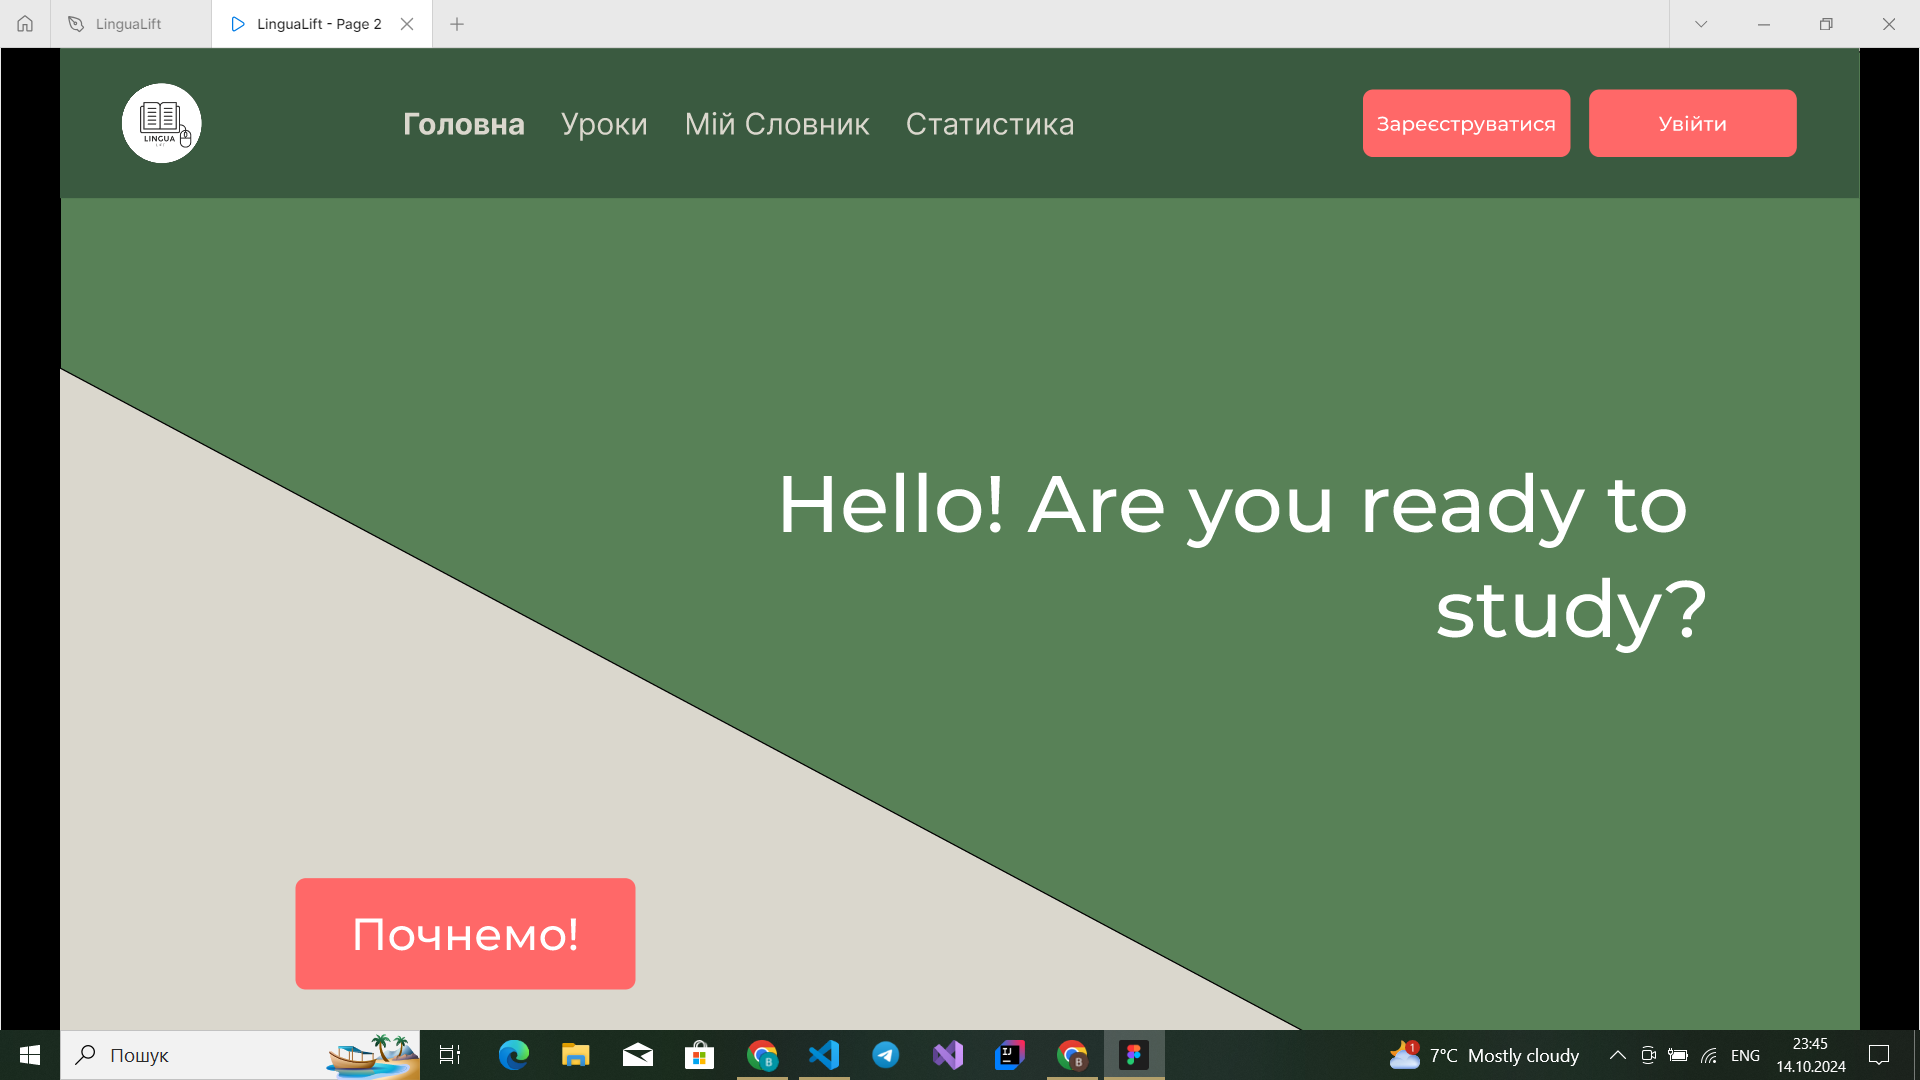 LinguaLift
LinguaLift - Page 2
LINGUA
Головна Уроки Мій Словник Статистика
Зареєструватися Увійти
Hello! Are you ready to
study?
Почнемо!
Пошук
1 7°C Mostly cloudy
ENG
23:45
14.10.2024